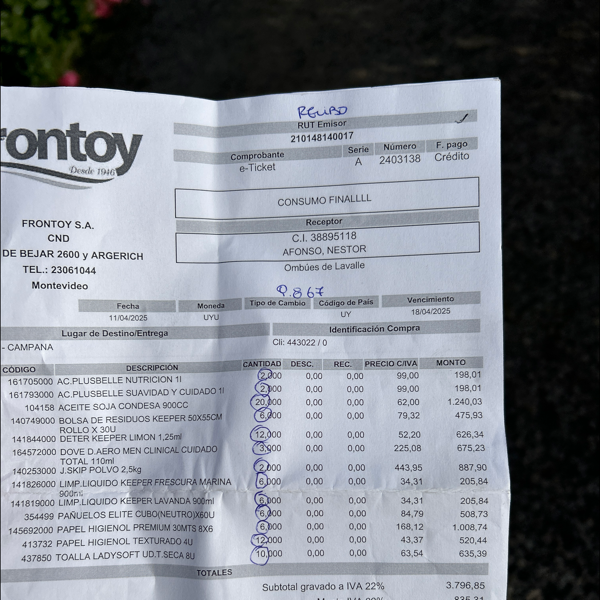 RECIBO
RUT Emisor
210148140017
rontoy
Desde 1946
Comprobante Serie Número F. pago
e-Ticket A 2403138 Crédito
CONSUMO FINALLLL
Receptor
C.I. 38895118
AFONSO, NESTOR
Ombúes de Lavalle
FRONTOY S.A.
CND
DE BEJAR 2600 y ARGERICH
TEL.: 23061044
Montevideo
9.867
Fecha Moneda Tipo de Cambio Código de País Vencimiento
11/04/2025 UYU UY 18/04/2025
Lugar de Destino/Entrega Identificación Compra
- CAMPANA Cli: 443022 / 0
CÓDIGO DESCRIPCIÓN CANTIDAD DESC. REC. PRECIO C/IVA MONTO
161705000 AC.PLUSBELLE NUTRICION 1l 2,000 0,00 0,00 99,00 198,01
161793000 AC.PLUSBELLE SUAVIDAD Y CUIDADO 1l 2,000 0,00 0,00 99,00 198,01
104158 ACEITE SOJA CONDESA 900CC 20,000 0,00 0,00 62,00 1.240,03
140749000 BOLSA DE RESIDUOS KEEPER 50X55CM 6,000 0,00 0,00 79,32 475,93
ROLLO X 30U
141844000 DETER KEEPER LIMON 1,25ml 12,000 0,00 0,00 52,20 626,34
164572000 DOVE D.AERO MEN CLINICAL CUIDADO 3,000 0,00 0,00 225,08 675,23
TOTAL 110ml
140253000 J.SKIP POLVO 2,5kg 2,000 0,00 0,00 443,95 887,90
141826000 LIMP.LIQUIDO KEEPER FRESCURA MARINA 6,000 0,00 0,00 34,31 205,84
900ml
141819000 LIMP.LIQUIDO KEEPER LAVANDA 900ml 6,000 0,00 0,00 34,31 205,84
354499 PAÑUELOS ELITE CUBO(NEUTRO)X60U 6,000 0,00 0,00 84,79 508,73
145692000 PAPEL HIGIENOL PREMIUM 30MTS 8X6 6,000 0,00 0,00 168,12 1.008,74
413732 PAPEL HIGIENOL TEXTURADO 4U 12,000 0,00 0,00 43,37 520,44
437850 TOALLA LADYSOFT UD.T.SECA 8U 10,000 0,00 0,00 63,54 635,39
TOTALES
Subtotal gravado a IVA 22% 3.796,85